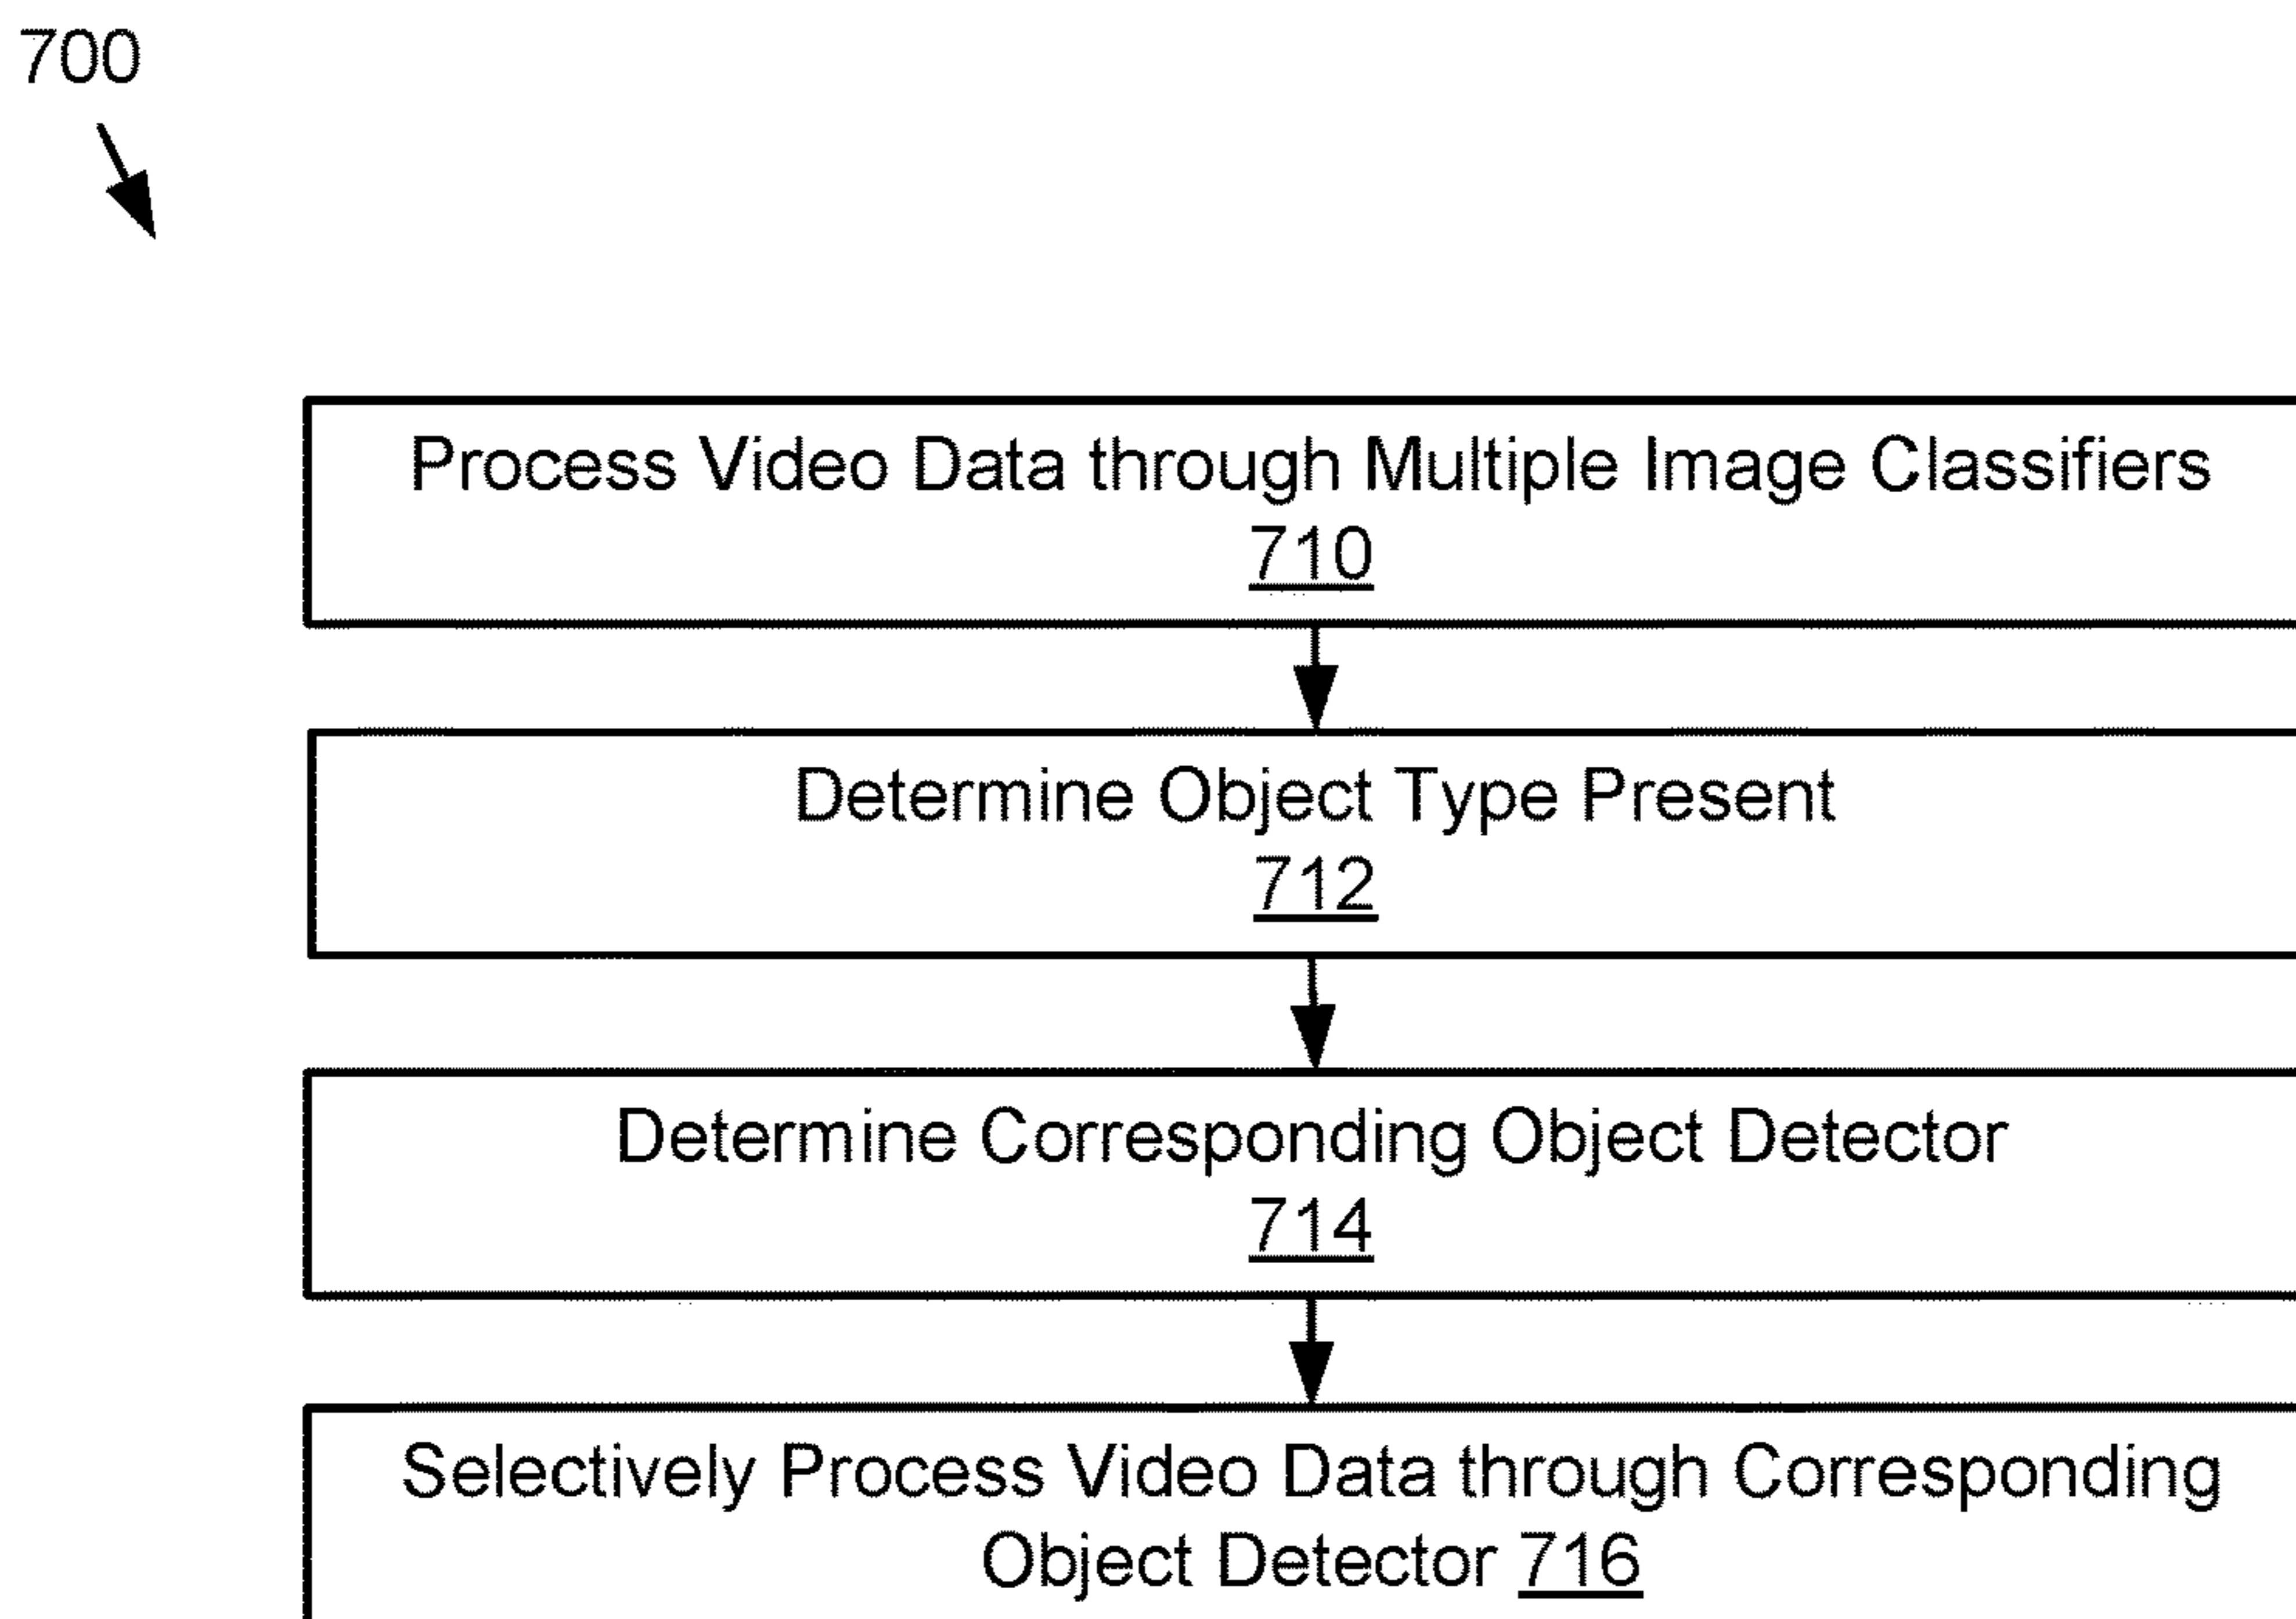 700
Process Video Data through Multiple Image Classifiers
710
Determine Object Type Present
712
Determine Corresponding Object Detector
714
Selectively Process Video Data through Corresponding
Object Detector 716